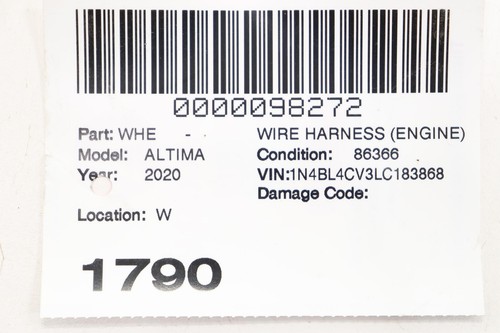 0000098272
Part: WHE - WIRE HARNESS (ENGINE)
Model: ALTIMA Condition: 86366
Year: 2020 VIN:1N4BL4CV3LC183868
Damage Code:
Location: W
1790